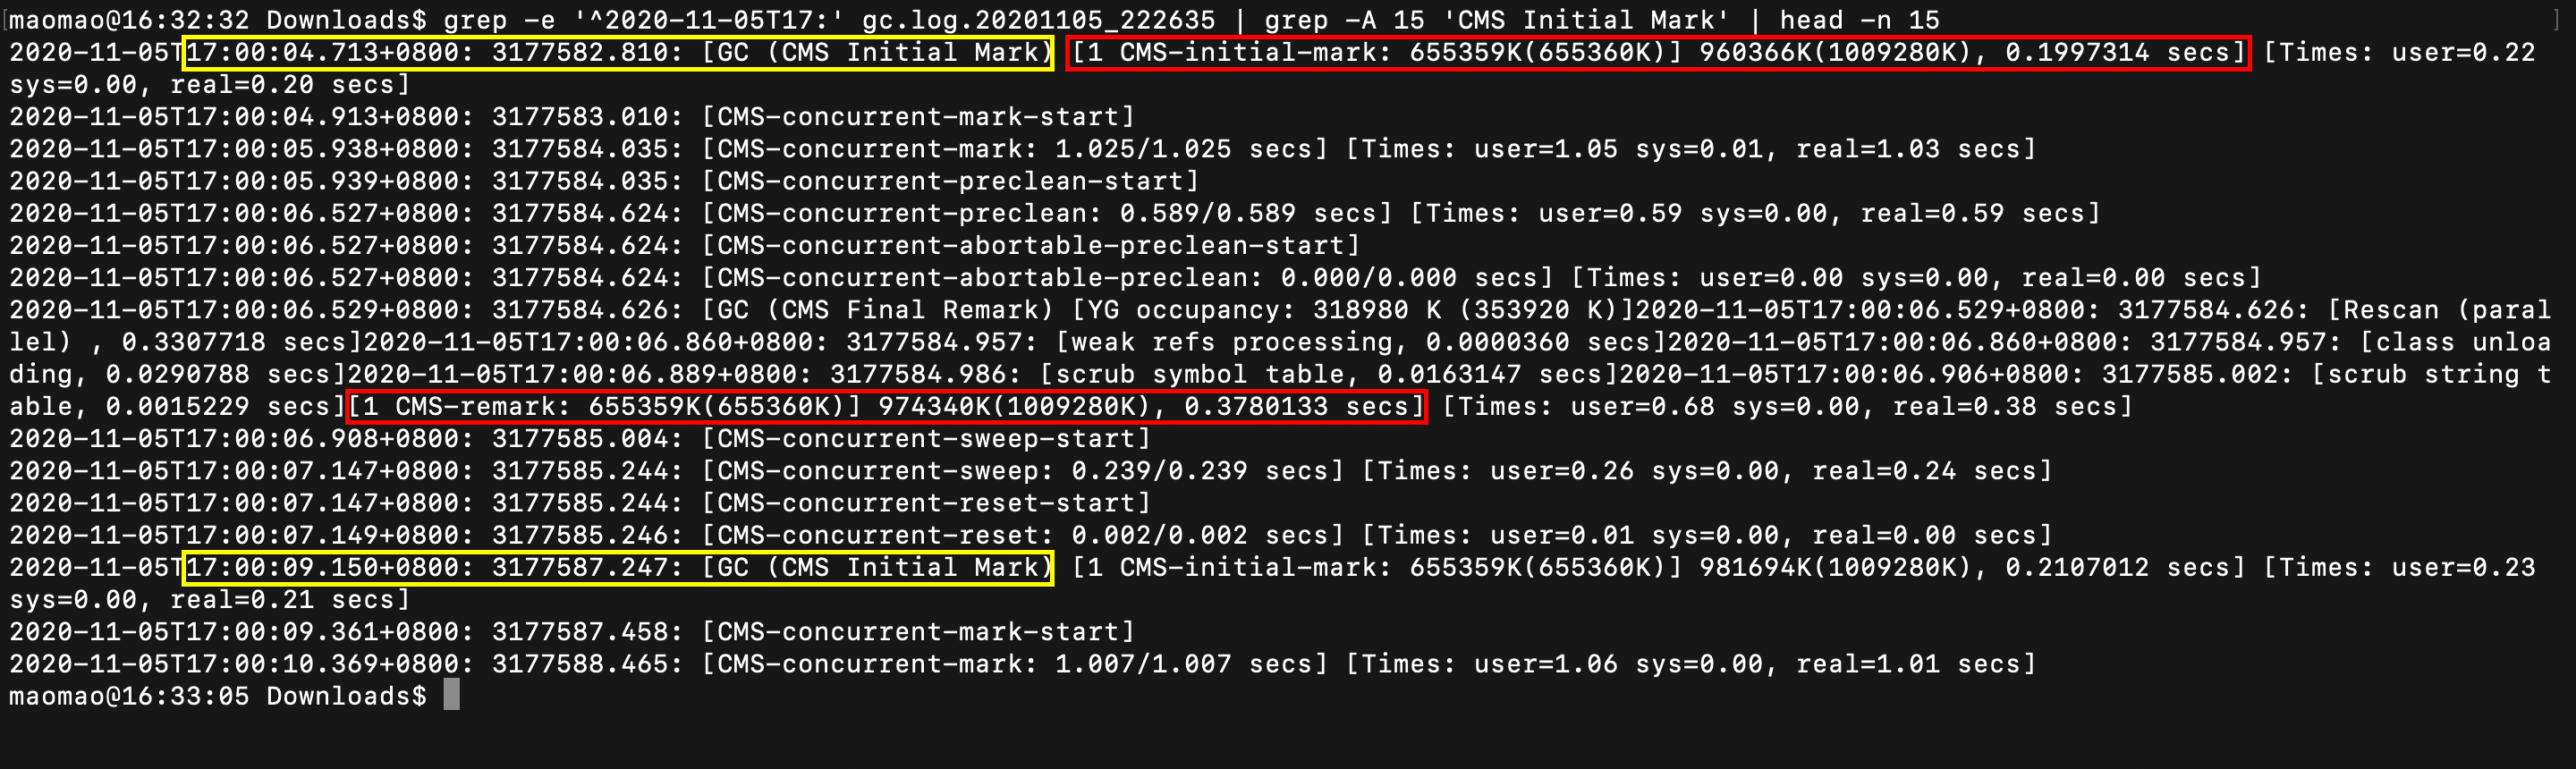 maomao@16:32:32 Downloads$ grep -e '^2020-11-05T17:' gc.log.20201105_222635 | grep -A 15 'CMS Initial Mark' | head -n 15
2020-11-05T17:00:04.713+0800: 3177582.810: [GC (CMS Initial Mark) [1 CMS-initial-mark: 655359K(655360K)] 960366K(1009280K), 0.1997314 secs] [Times: user=0.22
sys=0.00, real=0.20 secs]
2020-11-05T17:00:04.913+0800: 3177583.010: [CMS-concurrent-mark-start]
2020-11-05T17:00:05.938+0800: 3177584.035: [CMS-concurrent-mark: 1.025/1.025 secs] [Times: user=1.05 sys=0.01, real=1.03 secs]
2020-11-05T17:00:05.939+0800: 3177584.035: [CMS-concurrent-preclean-start]
2020-11-05T17:00:06.527+0800: 3177584.624: [CMS-concurrent-preclean: 0.589/0.589 secs] [Times: user=0.59 sys=0.00, real=0.59 secs]
2020-11-05T17:00:06.527+0800: 3177584.624: [CMS-concurrent-abortable-preclean-start]
2020-11-05T17:00:06.527+0800: 3177584.624: [CMS-concurrent-abortable-preclean: 0.000/0.000 secs] [Times: user=0.00 sys=0.00, real=0.00 secs]
2020-11-05T17:00:06.529+0800: 3177584.626: [GC (CMS Final Remark) [YG occupancy: 318980 K (353920 K)]2020-11-05T17:00:06.529+0800: 3177584.626: [Rescan (paral
lel) , 0.3307718 secs]2020-11-05T17:00:06.860+0800: 3177584.957: [weak refs processing, 0.0000360 secs]2020-11-05T17:00:06.860+0800: 3177584.957: [class unloa
ding, 0.0290788 secs]2020-11-05T17:00:06.889+0800: 3177584.986: [scrub symbol table, 0.0163147 secs]2020-11-05T17:00:06.906+0800: 3177585.002: [scrub string t
able, 0.0015229 secs][1 CMS-remark: 655359K(655360K)] 974340K(1009280K), 0.3780133 secs] [Times: user=0.68 sys=0.00, real=0.38 secs]
2020-11-05T17:00:06.908+0800: 3177585.004: [CMS-concurrent-sweep-start]
2020-11-05T17:00:07.147+0800: 3177585.244: [CMS-concurrent-sweep: 0.239/0.239 secs] [Times: user=0.26 sys=0.00, real=0.24 secs]
2020-11-05T17:00:07.147+0800: 3177585.244: [CMS-concurrent-reset-start]
2020-11-05T17:00:07.149+0800: 3177585.246: [CMS-concurrent-reset: 0.002/0.002 secs] [Times: user=0.01 sys=0.00, real=0.00 secs]
2020-11-05T17:00:09.150+0800: 3177587.247: [GC (CMS Initial Mark) [1 CMS-initial-mark: 655359K(655360K)] 981694K(1009280K), 0.2107012 secs] [Times: user=0.23
sys=0.00, real=0.21 secs]
2020-11-05T17:00:09.361+0800: 3177587.458: [CMS-concurrent-mark-start]
2020-11-05T17:00:10.369+0800: 3177588.465: [CMS-concurrent-mark: 1.007/1.007 secs] [Times: user=1.06 sys=0.00, real=1.01 secs]
maomao@16:33:05 Downloads$